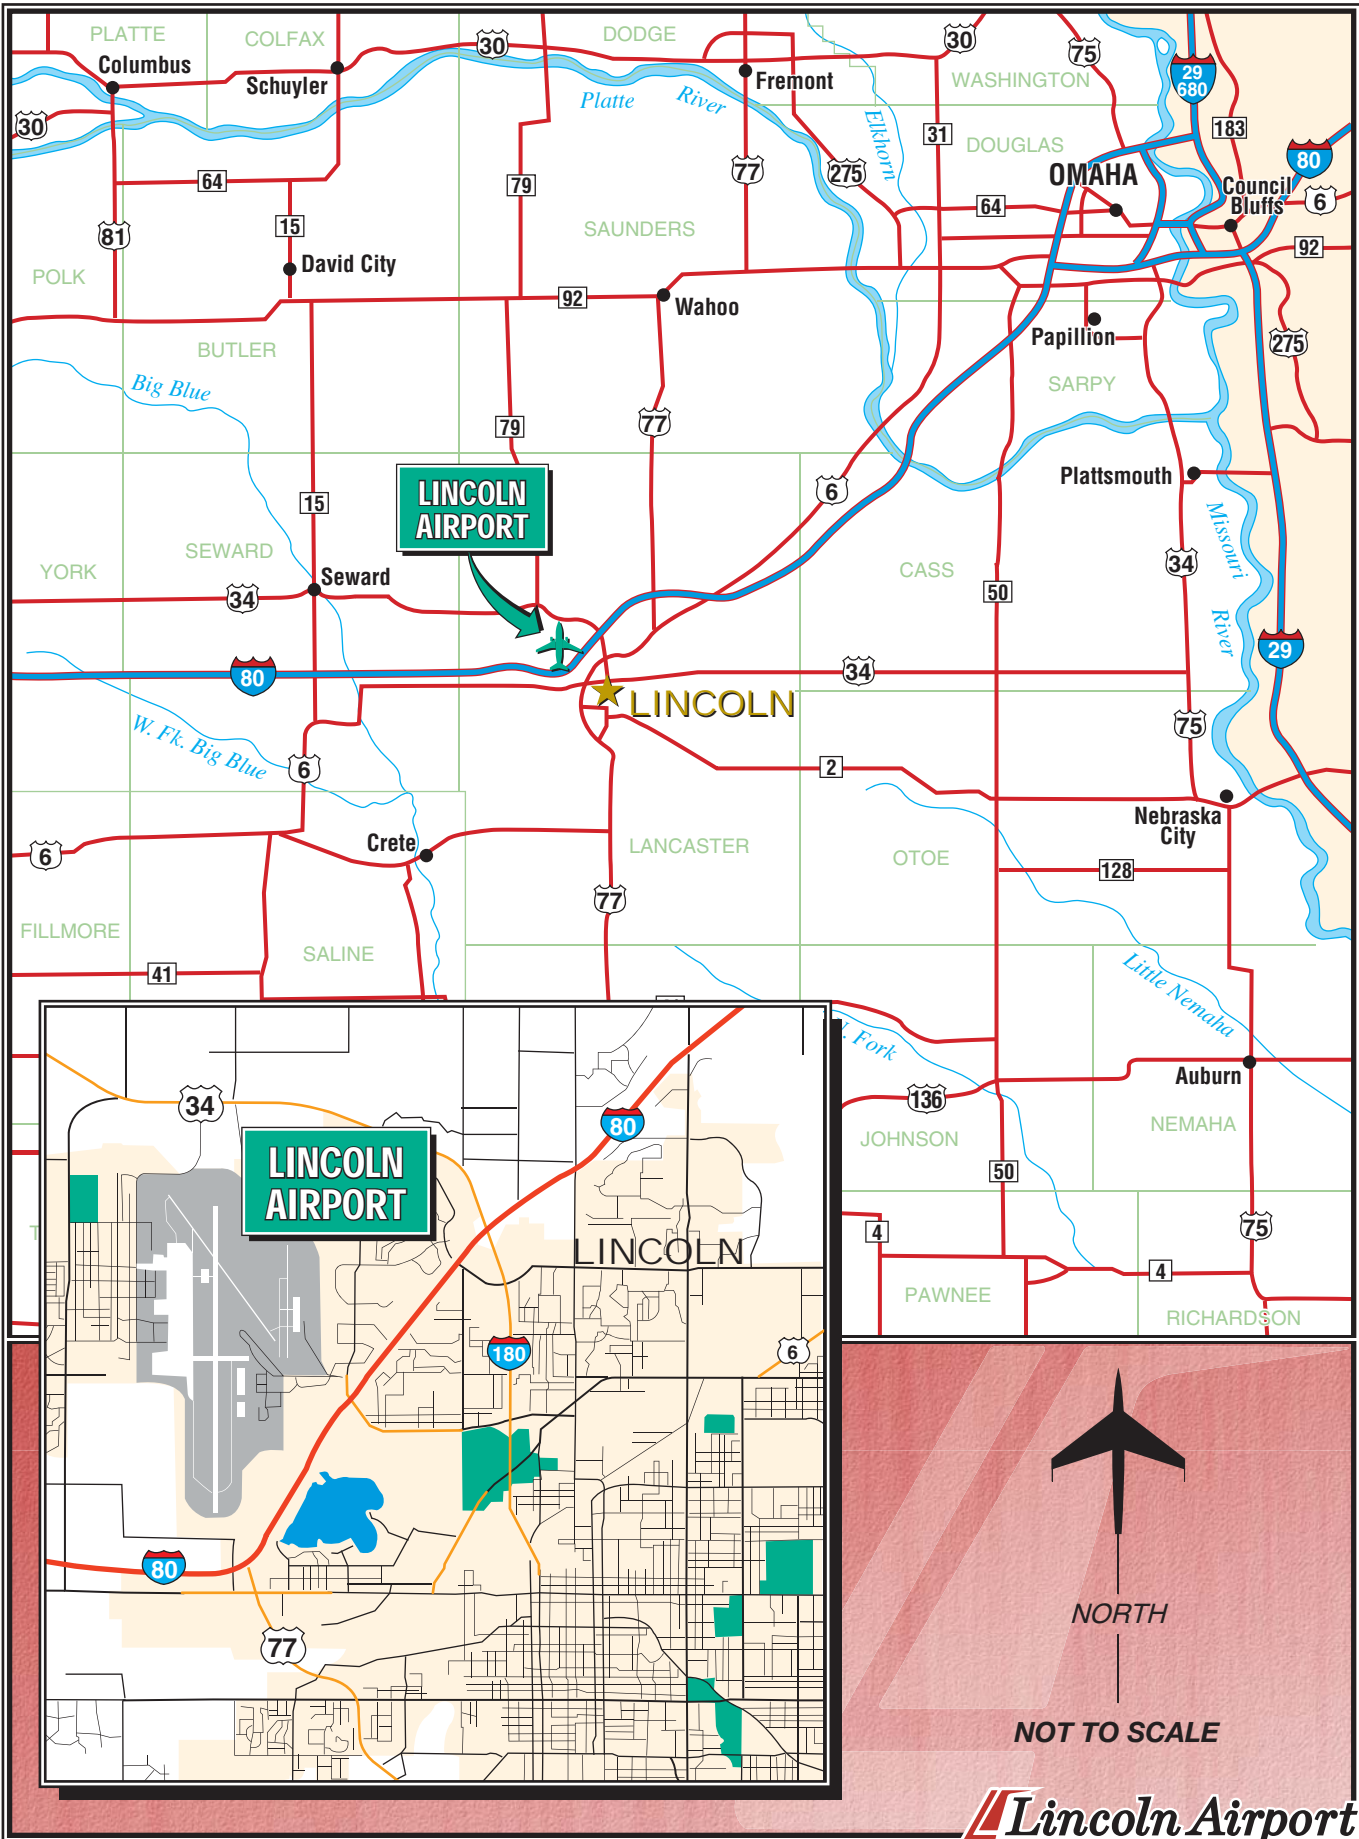 PLATTE
COLFAX
DODGE
30
30
75
29
680
Columbus
Schuyler
Fremont
WASHINGTON
Platte
River
Elkhorn
30
31
183
DOUGLAS
80
64
79
77
275
OMAHA
Council
Bluffs
6
64
15
81
SAUNDERS
92
POLK
David City
92
Wahoo
Papillion
275
BUTLER
SARPY
Big Blue
79
77
Plattsmouth
LINCOLN
AIRPORT
6
15
Missouri
River
SEWARD
YORK
Seward
CASS
34
34
50
29
80
34
LINCOLN
75
W. Fk. Big Blue
6
2
Nebraska
City
Crete
6
LANCASTER
OTOE
128
77
FILLMORE
SALINE
41
Little Nemaha
Fork
Auburn
136
JOHNSON
NEMAHA
50
4
75
4
PAWNEE
RICHARDSON
34
80
LINCOLN
AIRPORT
LINCOLN
180
6
80
77
NORTH
NOT TO SCALE
Lincoln Airport